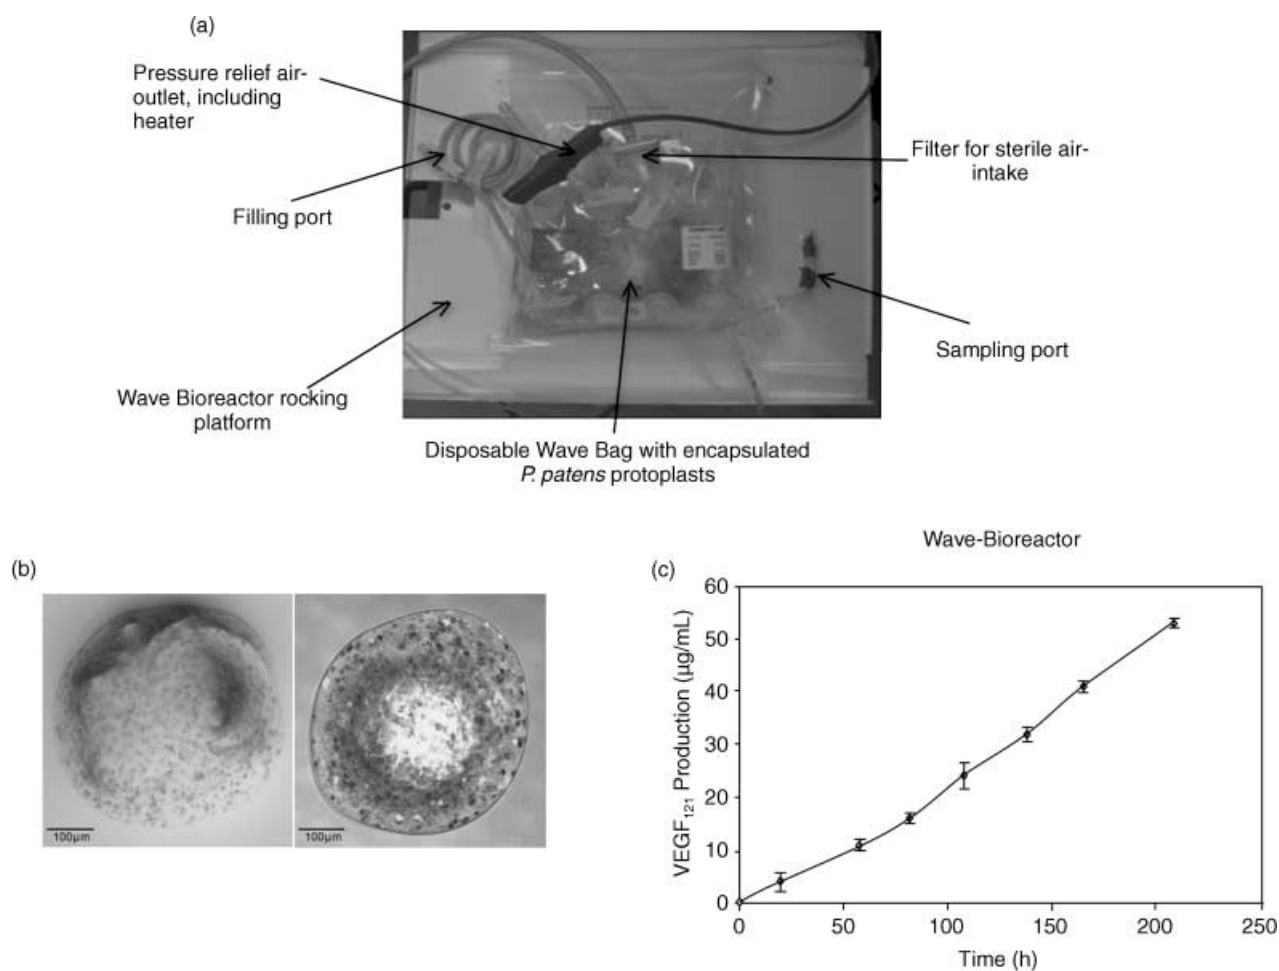 (a)
Pressure relief air-
outlet, including
heater
Filter for sterile air-
intake
Filling port
Sampling port
Wave Bioreactor rocking
platform
Disposable Wave Bag with encapsulated
P. patens protoplasts
(b)
100µm
100µm
(c)
Wave-Bioreactor
VEGF₁₂₁ Production (µg/mL)
60
50
40
30
20
10
0
0 50 100 150 200 250
Time (h)